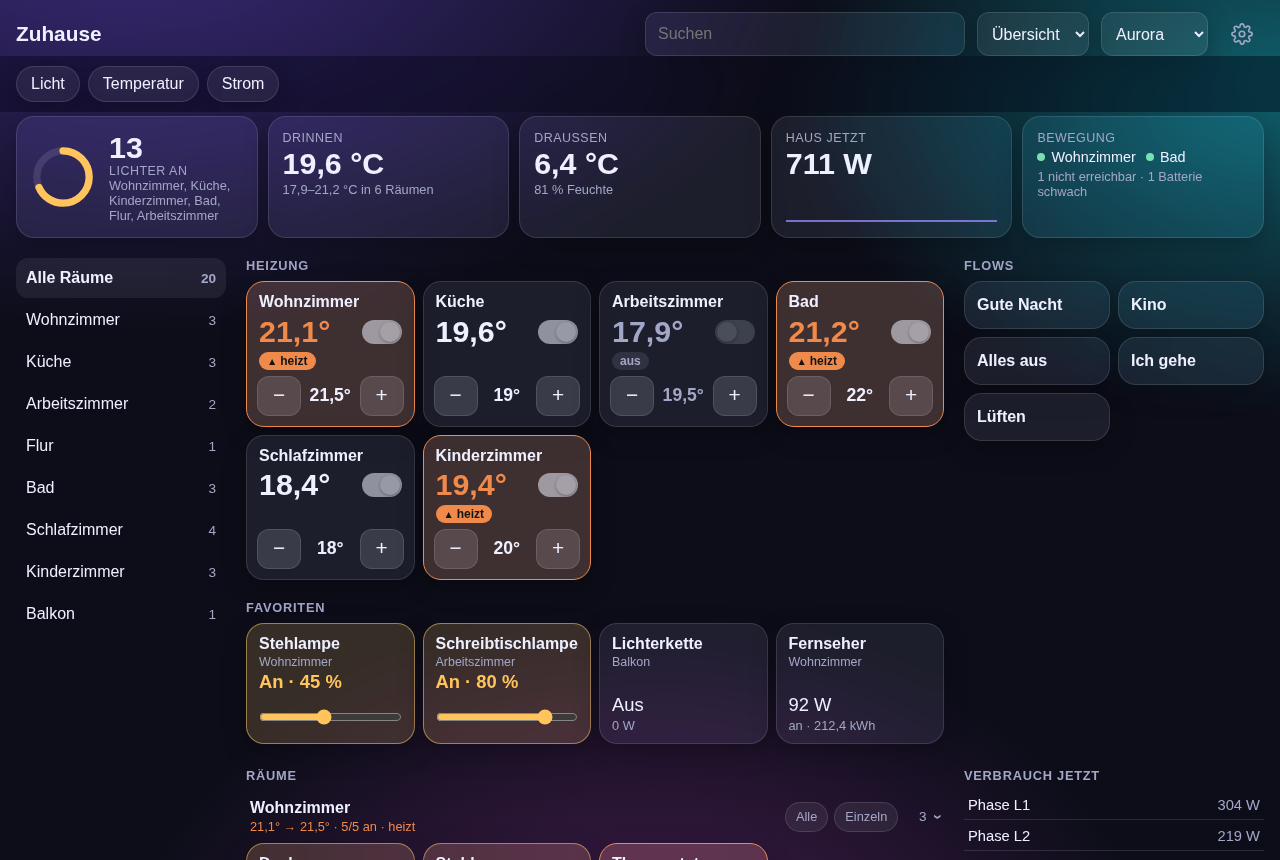 Zuhause
Suchen
Übersicht
Aurora
Licht
Temperatur
Strom
13
LICHTER AN
Wohnzimmer, Küche,
Kinderzimmer, Bad,
Flur, Arbeitszimmer
DRINNEN
19,6 °C
17,9–21,2 °C in 6 Räumen
DRAUSSEN
6,4 °C
81 % Feuchte
HAUS JETZT
711 W
BEWEGUNG
Wohnzimmer
Bad
1 nicht erreichbar · 1 Batterie
schwach
Alle Räume 20
Wohnzimmer 3
Küche 3
Arbeitszimmer 2
Flur 1
Bad 3
Schlafzimmer 4
Kinderzimmer 3
Balkon 1
HEIZUNG
Wohnzimmer
21,1°
▲ heizt
− 21,5° +
Küche
19,6°
− 19° +
Arbeitszimmer
17,9°
aus
− 19,5° +
Bad
21,2°
▲ heizt
− 22° +
Schlafzimmer
18,4°
− 18° +
Kinderzimmer
19,4°
▲ heizt
− 20° +
FAVORITEN
Stehlampe
Wohnzimmer
An · 45 %
Schreibtischlampe
Arbeitszimmer
An · 80 %
Lichterkette
Balkon
Aus
0 W
Fernseher
Wohnzimmer
92 W
an · 212,4 kWh
RÄUME
Wohnzimmer
21,1° → 21,5° · 5/5 an · heizt
Alle
Einzeln
3
FLOWS
Gute Nacht
Kino
Alles aus
Ich gehe
Lüften
VERBRAUCH JETZT
Phase L1 304 W
Phase L2 219 W